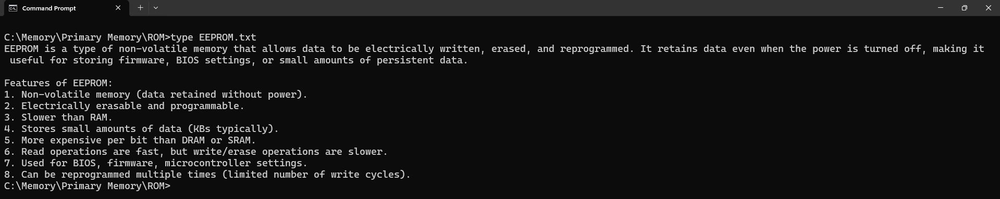 Command Prompt
C:\Memory\Primary Memory\ROM>type EEPROM.txt
EEPROM is a type of non-volatile memory that allows data to be electrically written, erased, and reprogrammed. It retains data even when the power is turned off, making it
useful for storing firmware, BIOS settings, or small amounts of persistent data.
Features of EEPROM:
1. Non-volatile memory (data retained without power).
2. Electrically erasable and programmable.
3. Slower than RAM.
4. Stores small amounts of data (KBs typically).
5. More expensive per bit than DRAM or SRAM.
6. Read operations are fast, but write/erase operations are slower.
7. Used for BIOS, firmware, microcontroller settings.
8. Can be reprogrammed multiple times (limited number of write cycles).
C:\Memory\Primary Memory\ROM>